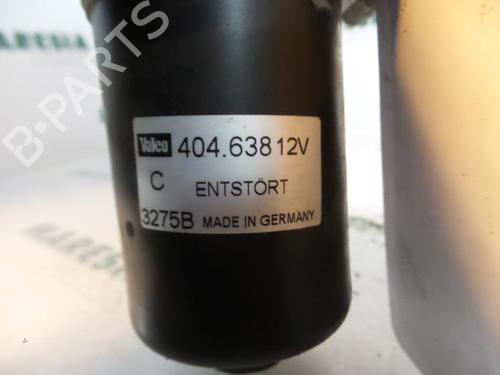 Valeo 404.638 12V
C ENTSTÖRT
3275B MADE IN GERMANY
B-PARTS